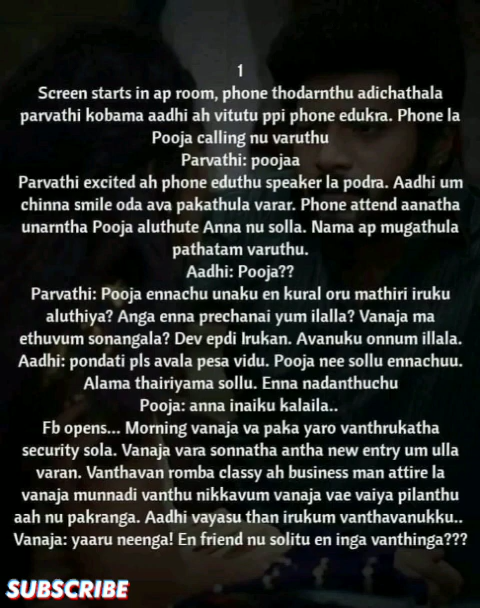 1
Screen starts in ap room, phone thodarnthu adichathala
parvathi kobama aadhi ah vitutu ppi phone edukra. Phone la
Pooja calling nu varuthu
Parvathi: poojaa
Parvathi excited ah phone eduthu speaker la podra. Aadhi um
chinna smile oda ava pakathula varar. Phone attend aanatha
unarntha Pooja aluthute Anna nu solla. Nama ap mugathula
pathatam varuthu.
Aadhi: Pooja??
Parvathi: Pooja ennachu unaku en kural oru mathiri iruku
aluthiya? Anga enna prechanai yum ilalla? Vanaja ma
ethuvum sonangala? Dev epdi Irukan. Avanuku onnum illala.
Aadhi: pondati pls avala pesa vidu. Pooja nee sollu ennachuu.
Alama thairiyama sollu. Enna nadanthuchu
Pooja: anna inaiku kalaila..
Fb opens... Morning vanaja va paka yaro vanthrukatha
security sola. Vanaja vara sonnatha antha new entry um ulla
varan. Vanthavan romba classy ah business man attire la
vanaja munnadi vanthu nikkavum vanaja vae vaiya pilanthu
aah nu pakranga. Aadhi vayasu than irukum vanthavanukku..
Vanaja: yaaru neenga! En friend nu solitu en inga vanthinga???
SUBSCRIBE